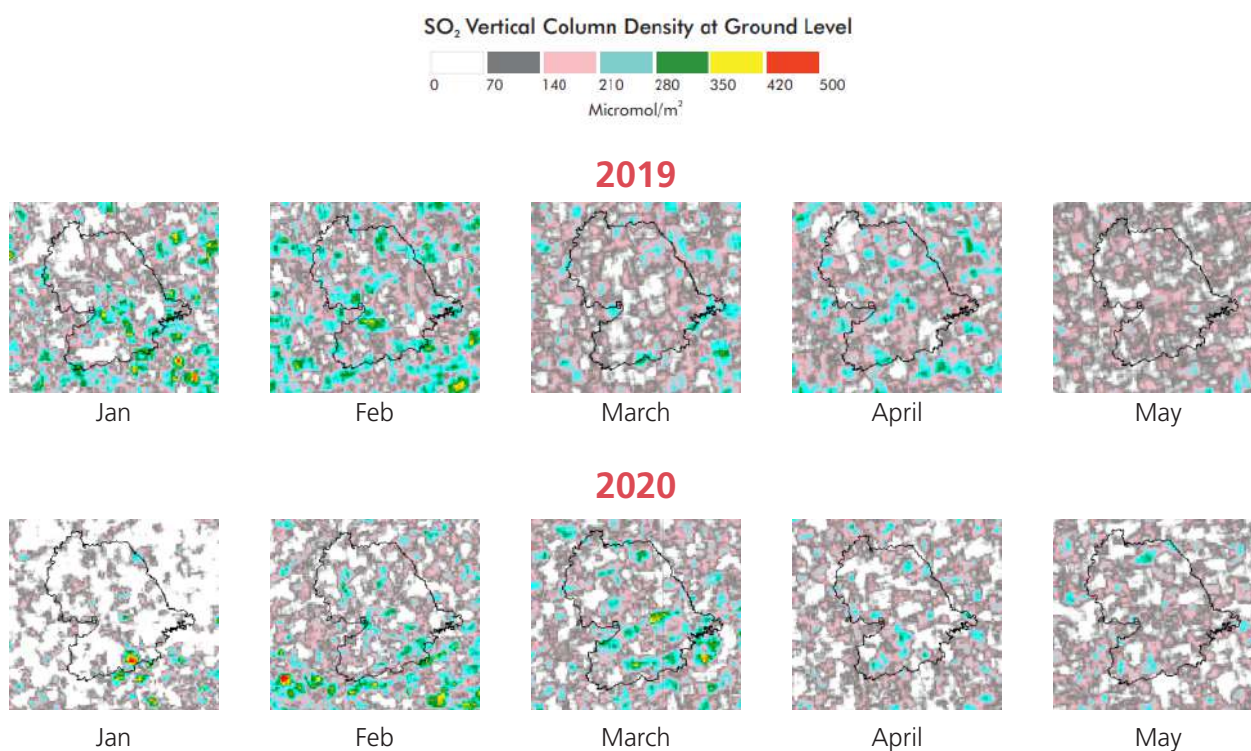 SO₂ Vertical Column Density at Ground Level
0 70 140 210 280 350 420 500
Micromol/m²
2019
Jan Feb March April May
2020
Jan Feb March April May